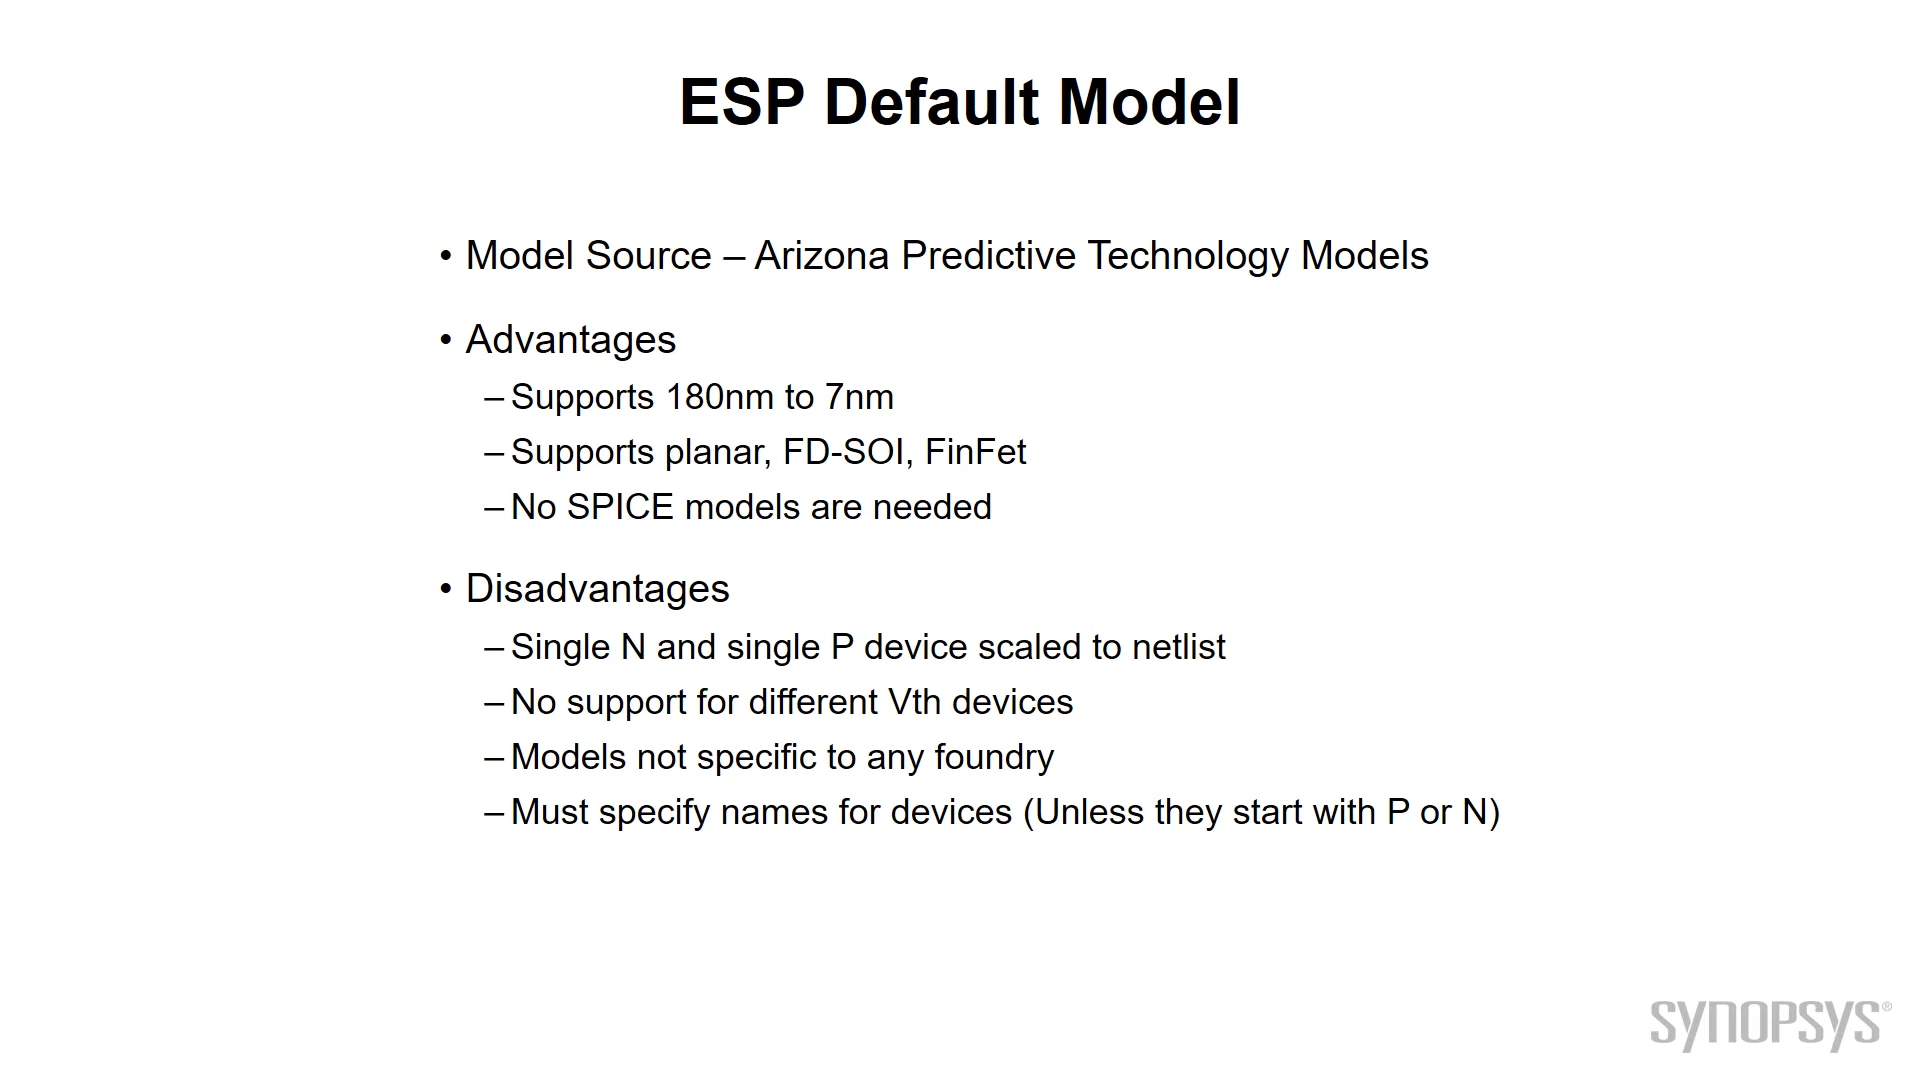 ESP Default Model
• Model Source – Arizona Predictive Technology Models
• Advantages
– Supports 180nm to 7nm
– Supports planar, FD-SOI, FinFet
– No SPICE models are needed
• Disadvantages
– Single N and single P device scaled to netlist
– No support for different Vth devices
– Models not specific to any foundry
– Must specify names for devices (Unless they start with P or N)
SYNOPSYS®